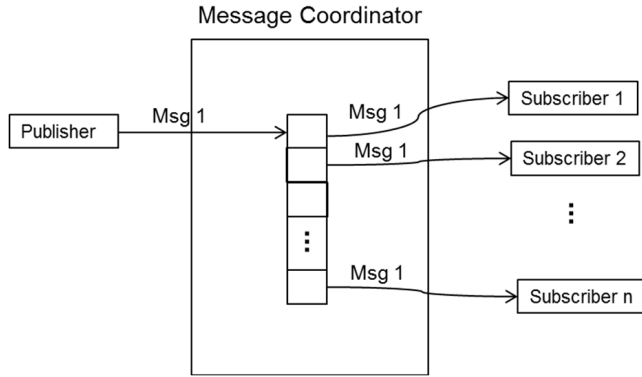 Message Coordinator
Msg 1
Subscriber 1
Msg 1
Publisher
Msg 1
Subscriber 2
⋮
⋮
Msg 1
Subscriber n